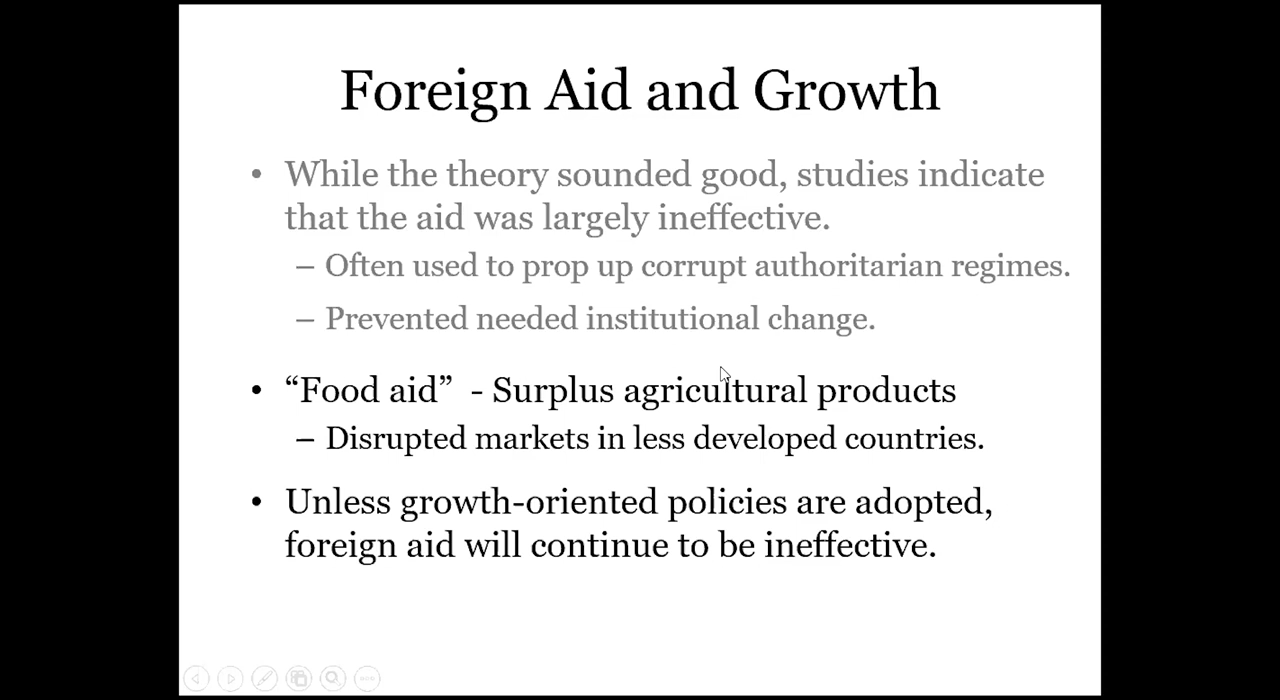 Foreign Aid and Growth
• While the theory sounded good, studies indicate
that the aid was largely ineffective.
– Often used to prop up corrupt authoritarian regimes.
– Prevented needed institutional change.
• “Food aid”  - Surplus agricultural products
– Disrupted markets in less developed countries.
• Unless growth-oriented policies are adopted,
foreign aid will continue to be ineffective.